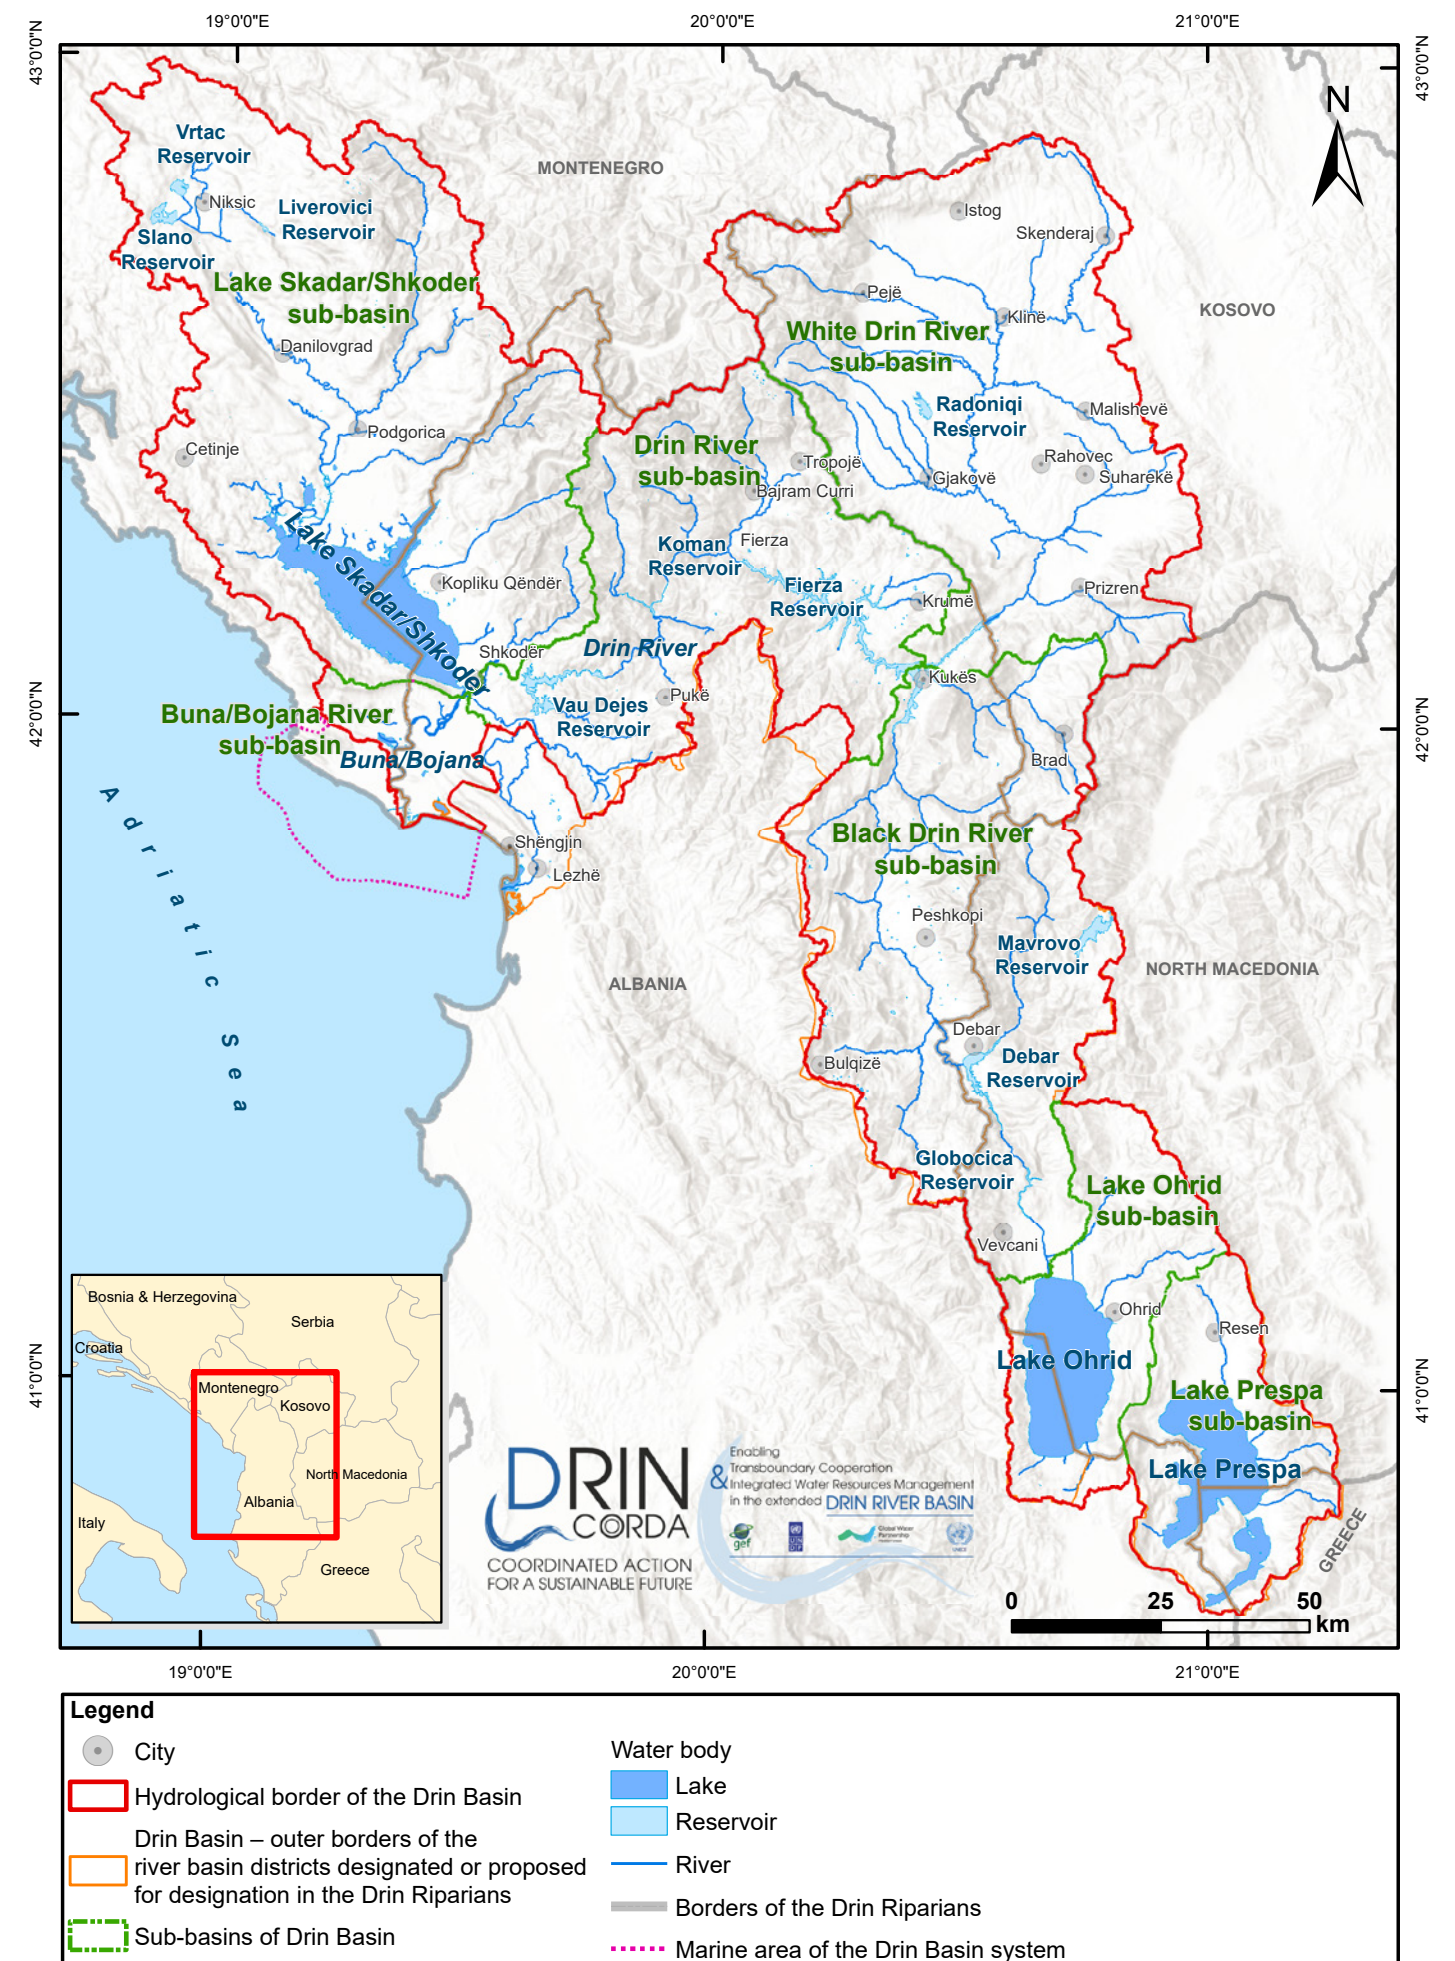 19°0'0"E
20°0'0"E
21°0'0"E
43°0'0"N
43°0'0"N
N
Vrtac
Reservoir
MONTENEGRO
Niksic
Liverovici
Reservoir
Istog
Skenderaj
Slano
Reservoir
Lake Skadar/Shkoder
sub-basin
Pejë
KOSOVO
Klinë
White Drin River
sub-basin
Danilovgrad
Radoniqi
Reservoir
Malishevë
Podgorica
Cetinje
Drin River
sub-basin
Tropojë
Rahovec
Gjakovë
Suharekë
Bajram Curri
Lake Skadar/Shkoder
Koman
Reservoir
Fierza
Kopliku Qëndër
Fierza
Reservoir
Krumë
Prizren
Shkodër
Drin River
Kukës
Pukë
Vau Dejes
Reservoir
42°0'0"N
42°0'0"N
Buna/Bojana River
sub-basin
Buna/Bojana
Brad
Adriatic Sea
Black Drin River
sub-basin
Shëngjin
Lezhë
Peshkopi
Mavrovo
Reservoir
NORTH MACEDONIA
ALBANIA
Debar
Debar
Reservoir
Bulqizë
Globocica
Reservoir
Lake Ohrid
sub-basin
Vevcani
Ohrid
Resen
Lake Ohrid
Lake Prespa
sub-basin
Lake Prespa
GREECE
41°0'0"N
41°0'0"N
Bosnia & Herzegovina
Serbia
Croatia
Montenegro
Kosovo
North Macedonia
Albania
Italy
Greece
DRIN
CORDA
COORDINATED ACTION
FOR A SUSTAINABLE FUTURE
Enabling
Transboundary Cooperation
& Integrated Water Resources Management
in the extended DRIN RIVER BASIN
gef
Global Water
Partnership
0 25 50
km
19°0'0"E
20°0'0"E
21°0'0"E
Legend
City
Hydrological border of the Drin Basin
Drin Basin – outer borders of the
river basin districts designated or proposed
for designation in the Drin Riparians
Sub-basins of Drin Basin
Water body
Lake
Reservoir
River
Borders of the Drin Riparians
Marine area of the Drin Basin system